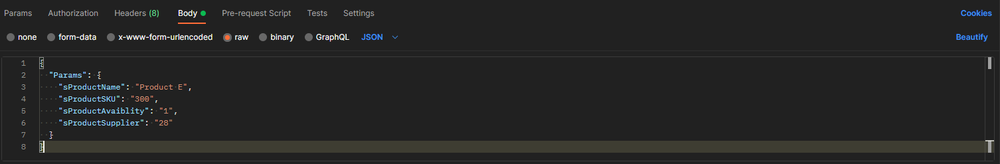 Params Authorization Headers (8) Body Pre-request Script Tests Settings Cookies
none form-data x-www-form-urlencoded raw binary GraphQL JSON Beautify
1 {
2 "Params": {
3 "sProductName": "Product E",
4 "sProductSKU": "300",
5 "sProductAvaiblity": "1",
6 "sProductSupplier": "28"
7 }
8 }